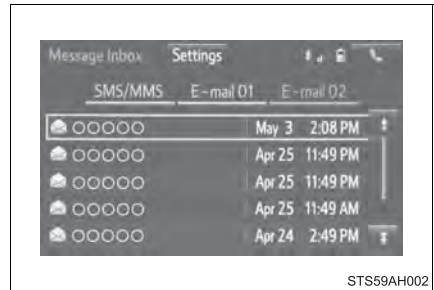 Message Inbox Settings
SMS/MMS E-mail 01 E-mail 02
○○○○○ May 3 2:08 PM
○○○○○ Apr 25 11:49 PM
○○○○○ Apr 25 11:49 PM
○○○○○ Apr 25 11:49 AM
○○○○○ Apr 24 2:49 PM
STS59AH002